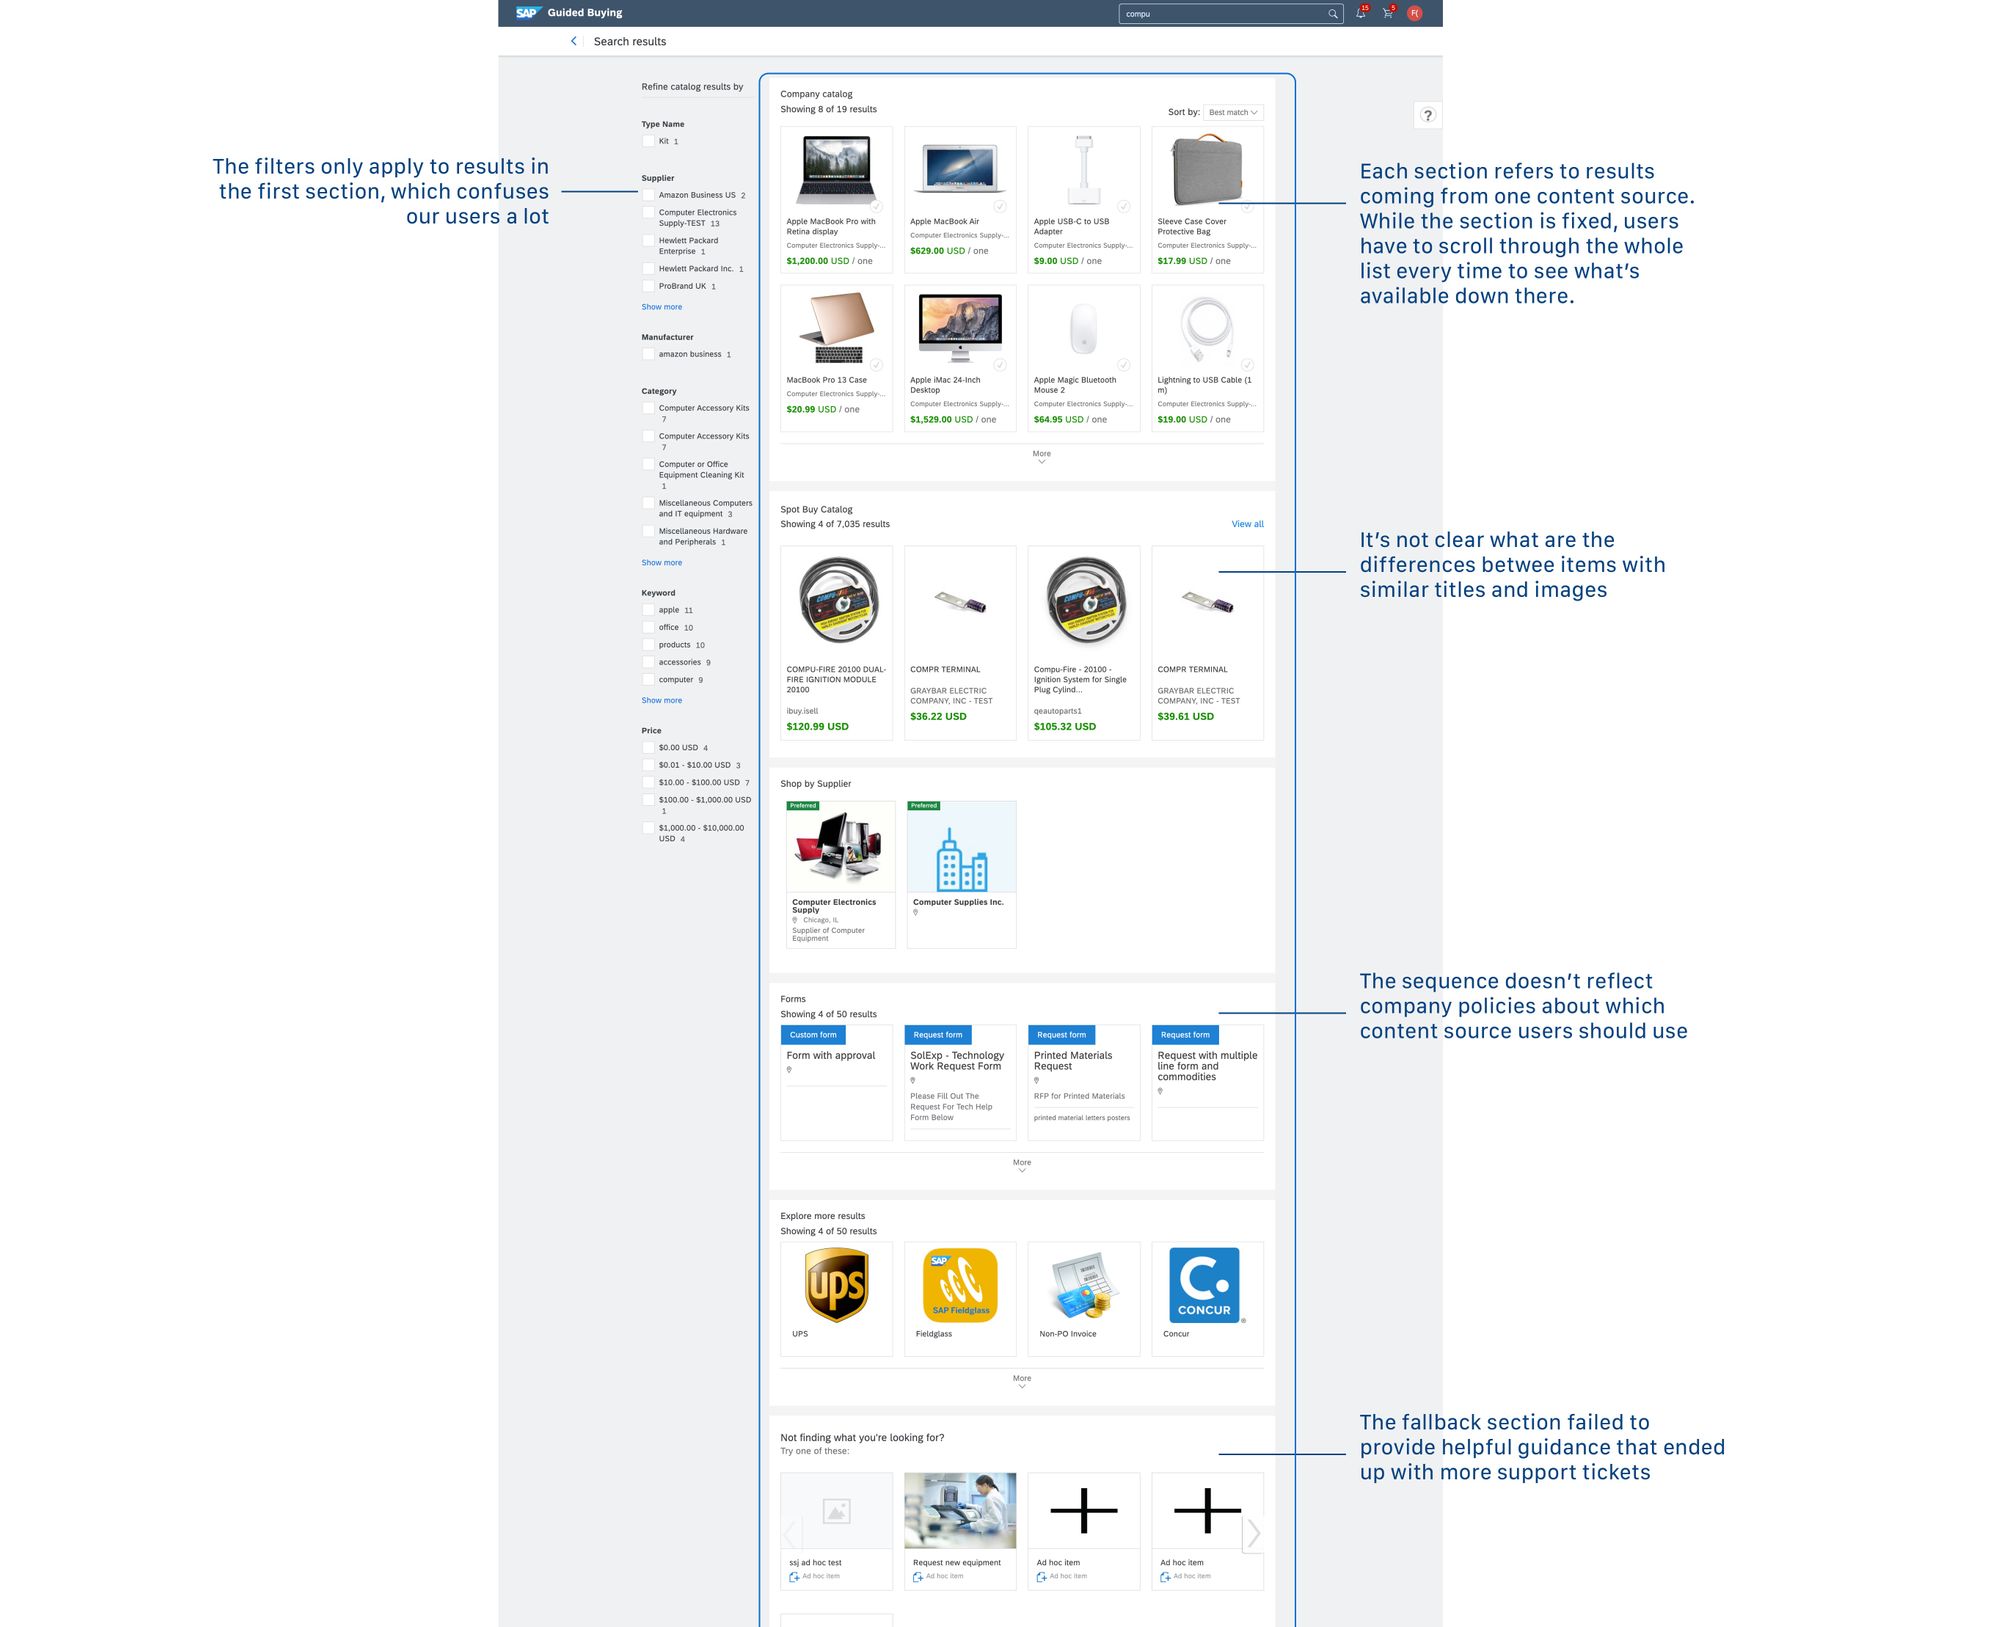 SAP Guided Buying
compu
15
5
F(
Search results
?
The filters only apply to results in
the first section, which confuses
our users a lot
Refine catalog results by
Type Name
Kit 1
Supplier
Amazon Business US 2
Computer Electronics
Supply-TEST 13
Hewlett Packard
Enterprise 1
Hewlett Packard Inc. 1
ProBrand UK 1
Show more
Manufacturer
amazon business 1
Category
Computer Accessory Kits
7
Computer Accessory Kits
7
Computer or Office
Equipment Cleaning Kit
1
Miscellaneous Computers
and IT equipment 3
Miscellaneous Hardware
and Peripherals 1
Show more
Keyword
apple 11
office 10
products 10
accessories 9
computer 9
Show more
Price
$0.00 USD 4
$0.01 - $10.00 USD 3
$10.00 - $100.00 USD 7
$100.00 - $1,000.00 USD
1
$1,000.00 - $10,000.00
USD 4
Company catalog
Showing 8 of 19 results
Sort by: Best match
Apple MacBook Pro with
Retina display
Computer Electronics Supply-...
$1,200.00 USD / one
Apple MacBook Air
Computer Electronics Supply-...
$629.00 USD / one
Apple USB-C to USB
Adapter
Computer Electronics Supply-...
$9.00 USD / one
Sleeve Case Cover
Protective Bag
Computer Electronics Supply-...
$17.99 USD / one
MacBook Pro 13 Case
Computer Electronics Supply-...
$20.99 USD / one
Apple iMac 24-Inch
Desktop
Computer Electronics Supply-...
$1,529.00 USD / one
Apple Magic Bluetooth
Mouse 2
Computer Electronics Supply-...
$64.95 USD / one
Lightning to USB Cable (1
m)
Computer Electronics Supply-...
$19.00 USD / one
More
Each section refers to results
coming from one content source.
While the section is fixed, users
have to scroll through the whole
list every time to see what's
available down there.
Spot Buy Catalog
Showing 4 of 7,035 results
View all
COMPU-FIRE 20100 DUAL-
FIRE IGNITION MODULE
20100
ibuy.isell
$120.99 USD
COMPR TERMINAL
GRAYBAR ELECTRIC
COMPANY, INC - TEST
$36.22 USD
Compu-Fire - 20100 -
Ignition System for Single
Plug Cylind...
qeautoparts1
$105.32 USD
COMPR TERMINAL
GRAYBAR ELECTRIC
COMPANY, INC - TEST
$39.61 USD
It's not clear what are the
differences betwee items with
similar titles and images
Shop by Supplier
Preferred
Computer Electronics
Supply
Chicago, IL
Supplier of Computer
Equipment
Preferred
Computer Supplies Inc.
Forms
Showing 4 of 50 results
Custom form
Form with approval
Request form
SolExp - Technology
Work Request Form
Please Fill Out The
Request For Tech Help
Form Below
Request form
Printed Materials
Request
RFP for Printed Materials
printed material letters posters
Request form
Request with multiple
line form and
commodities
More
The sequence doesn't reflect
company policies about which
content source users should use
Explore more results
Showing 4 of 50 results
ups
UPS
SAP
SAP Fieldglass
Fieldglass
Non-PO Invoice
C.
CONCUR
®
Concur
More
Not finding what you're looking for?
Try one of these:
ssj ad hoc test
Ad hoc item
Request new equipment
Ad hoc item
Ad hoc item
Ad hoc item
Ad hoc item
Ad hoc item
The fallback section failed to
provide helpful guidance that ended
up with more support tickets